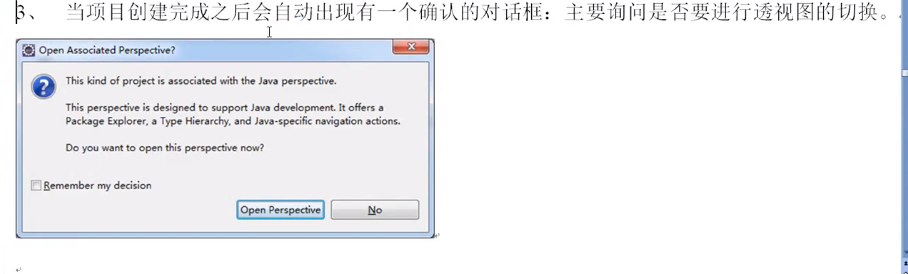 3、 当项目创建完成之后会自动出现有一个确认的对话框：主要询问是否要进行透视图的切换。
Open Associated Perspective?
This kind of project is associated with the Java perspective.
This perspective is designed to support Java development. It offers a
Package Explorer, a Type Hierarchy, and Java-specific navigation actions.
Do you want to open this perspective now?
Remember my decision
Open Perspective
No